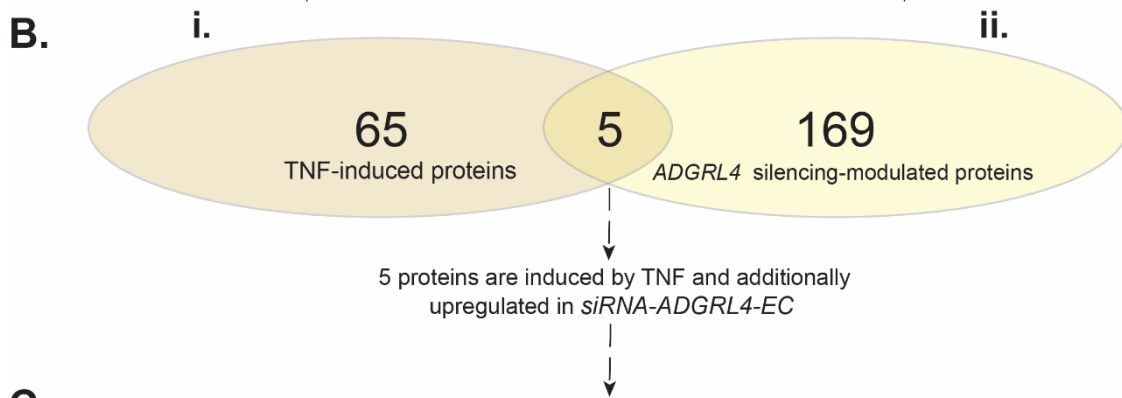 B.
i.
ii.
65
5
169
TNF-induced proteins
ADGRL4 silencing-modulated proteins
5 proteins are induced by TNF and additionally
upregulated in siRNA-ADGRL4-EC